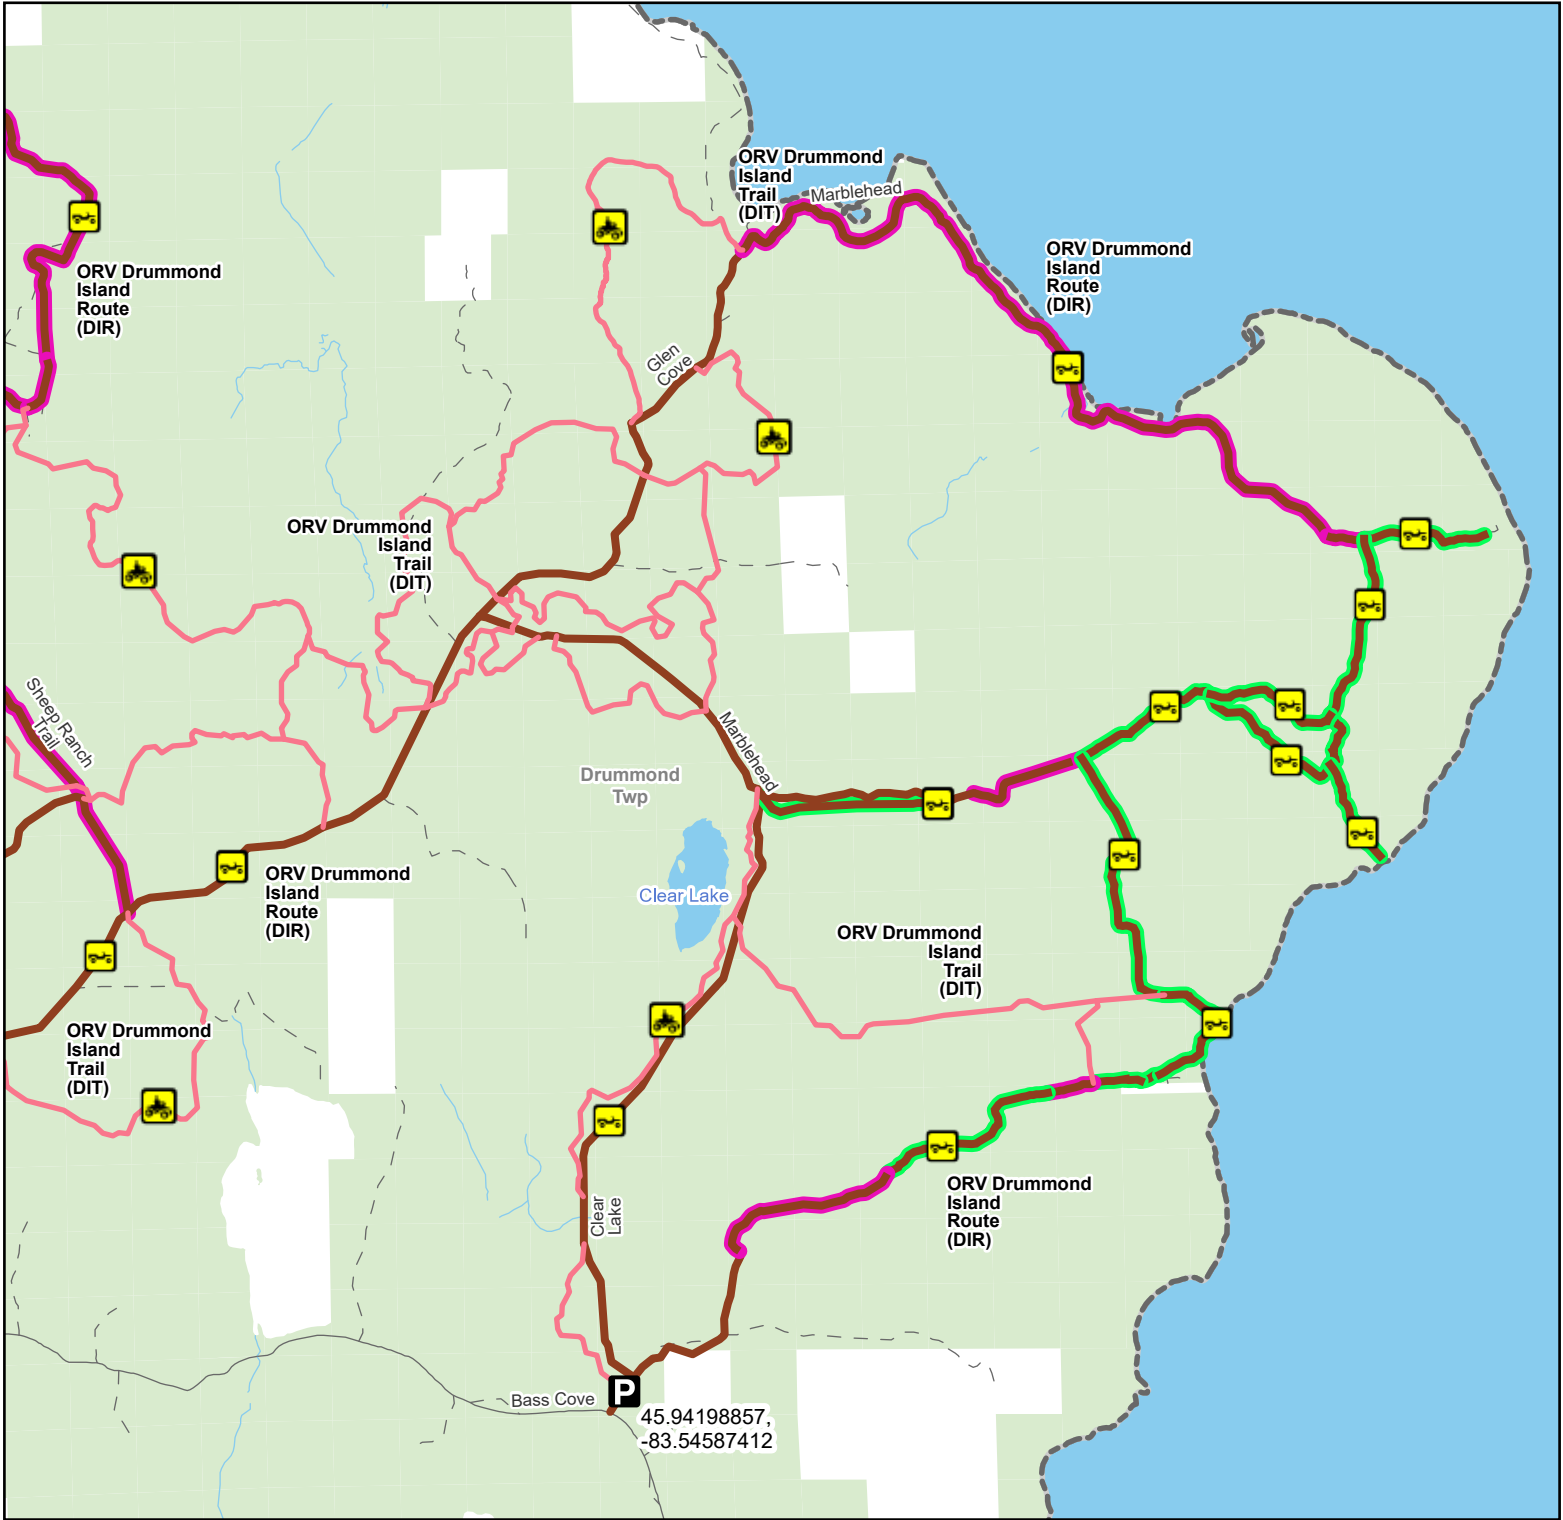 ORV Drummond
Island
Trail
(DIT)
Marblehead
ORV Drummond
Island
Route
(DIR)
ORV Drummond
Island
Route
(DIR)
Glen
Cove
ORV Drummond
Island
Trail
(DIT)
Sheep Ranch
Trail
Marblehead
Drummond
Twp
Clear Lake
ORV Drummond
Island
Route
(DIR)
ORV Drummond
Island
Trail
(DIT)
ORV Drummond
Island
Trail
(DIT)
Clear
Lake
ORV Drummond
Island
Route
(DIR)
Bass Cove
P
45.94198857,
-83.54587412